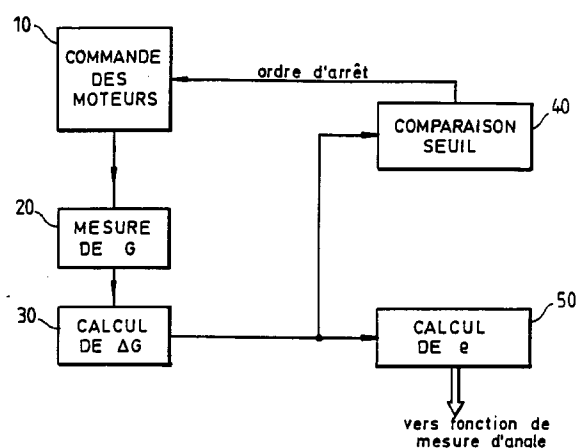 10
COMMANDE
DES
MOTEURS
ordre d'arrêt
40
COMPARAISON
SEUIL
20
MESURE
DE G
30
CALCUL
DE ΔG
50
CALCUL
DE e
vers fonction de
mesure d'angle